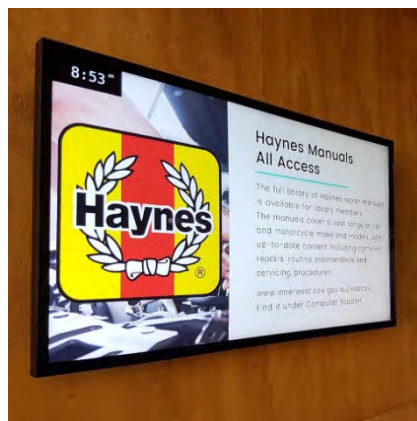 8:53 AM
Haynes
®
Haynes Manuals
All Access
The full library of Haynes repair manuals
is available for library members.
The manuals cover a vast range of car
and motorcycle make and models, with
up-to-date content including common
repairs, routine maintenance and
servicing procedures.
www.innerwest.nsw.gov.au/elibrary
Find it under Computer Support